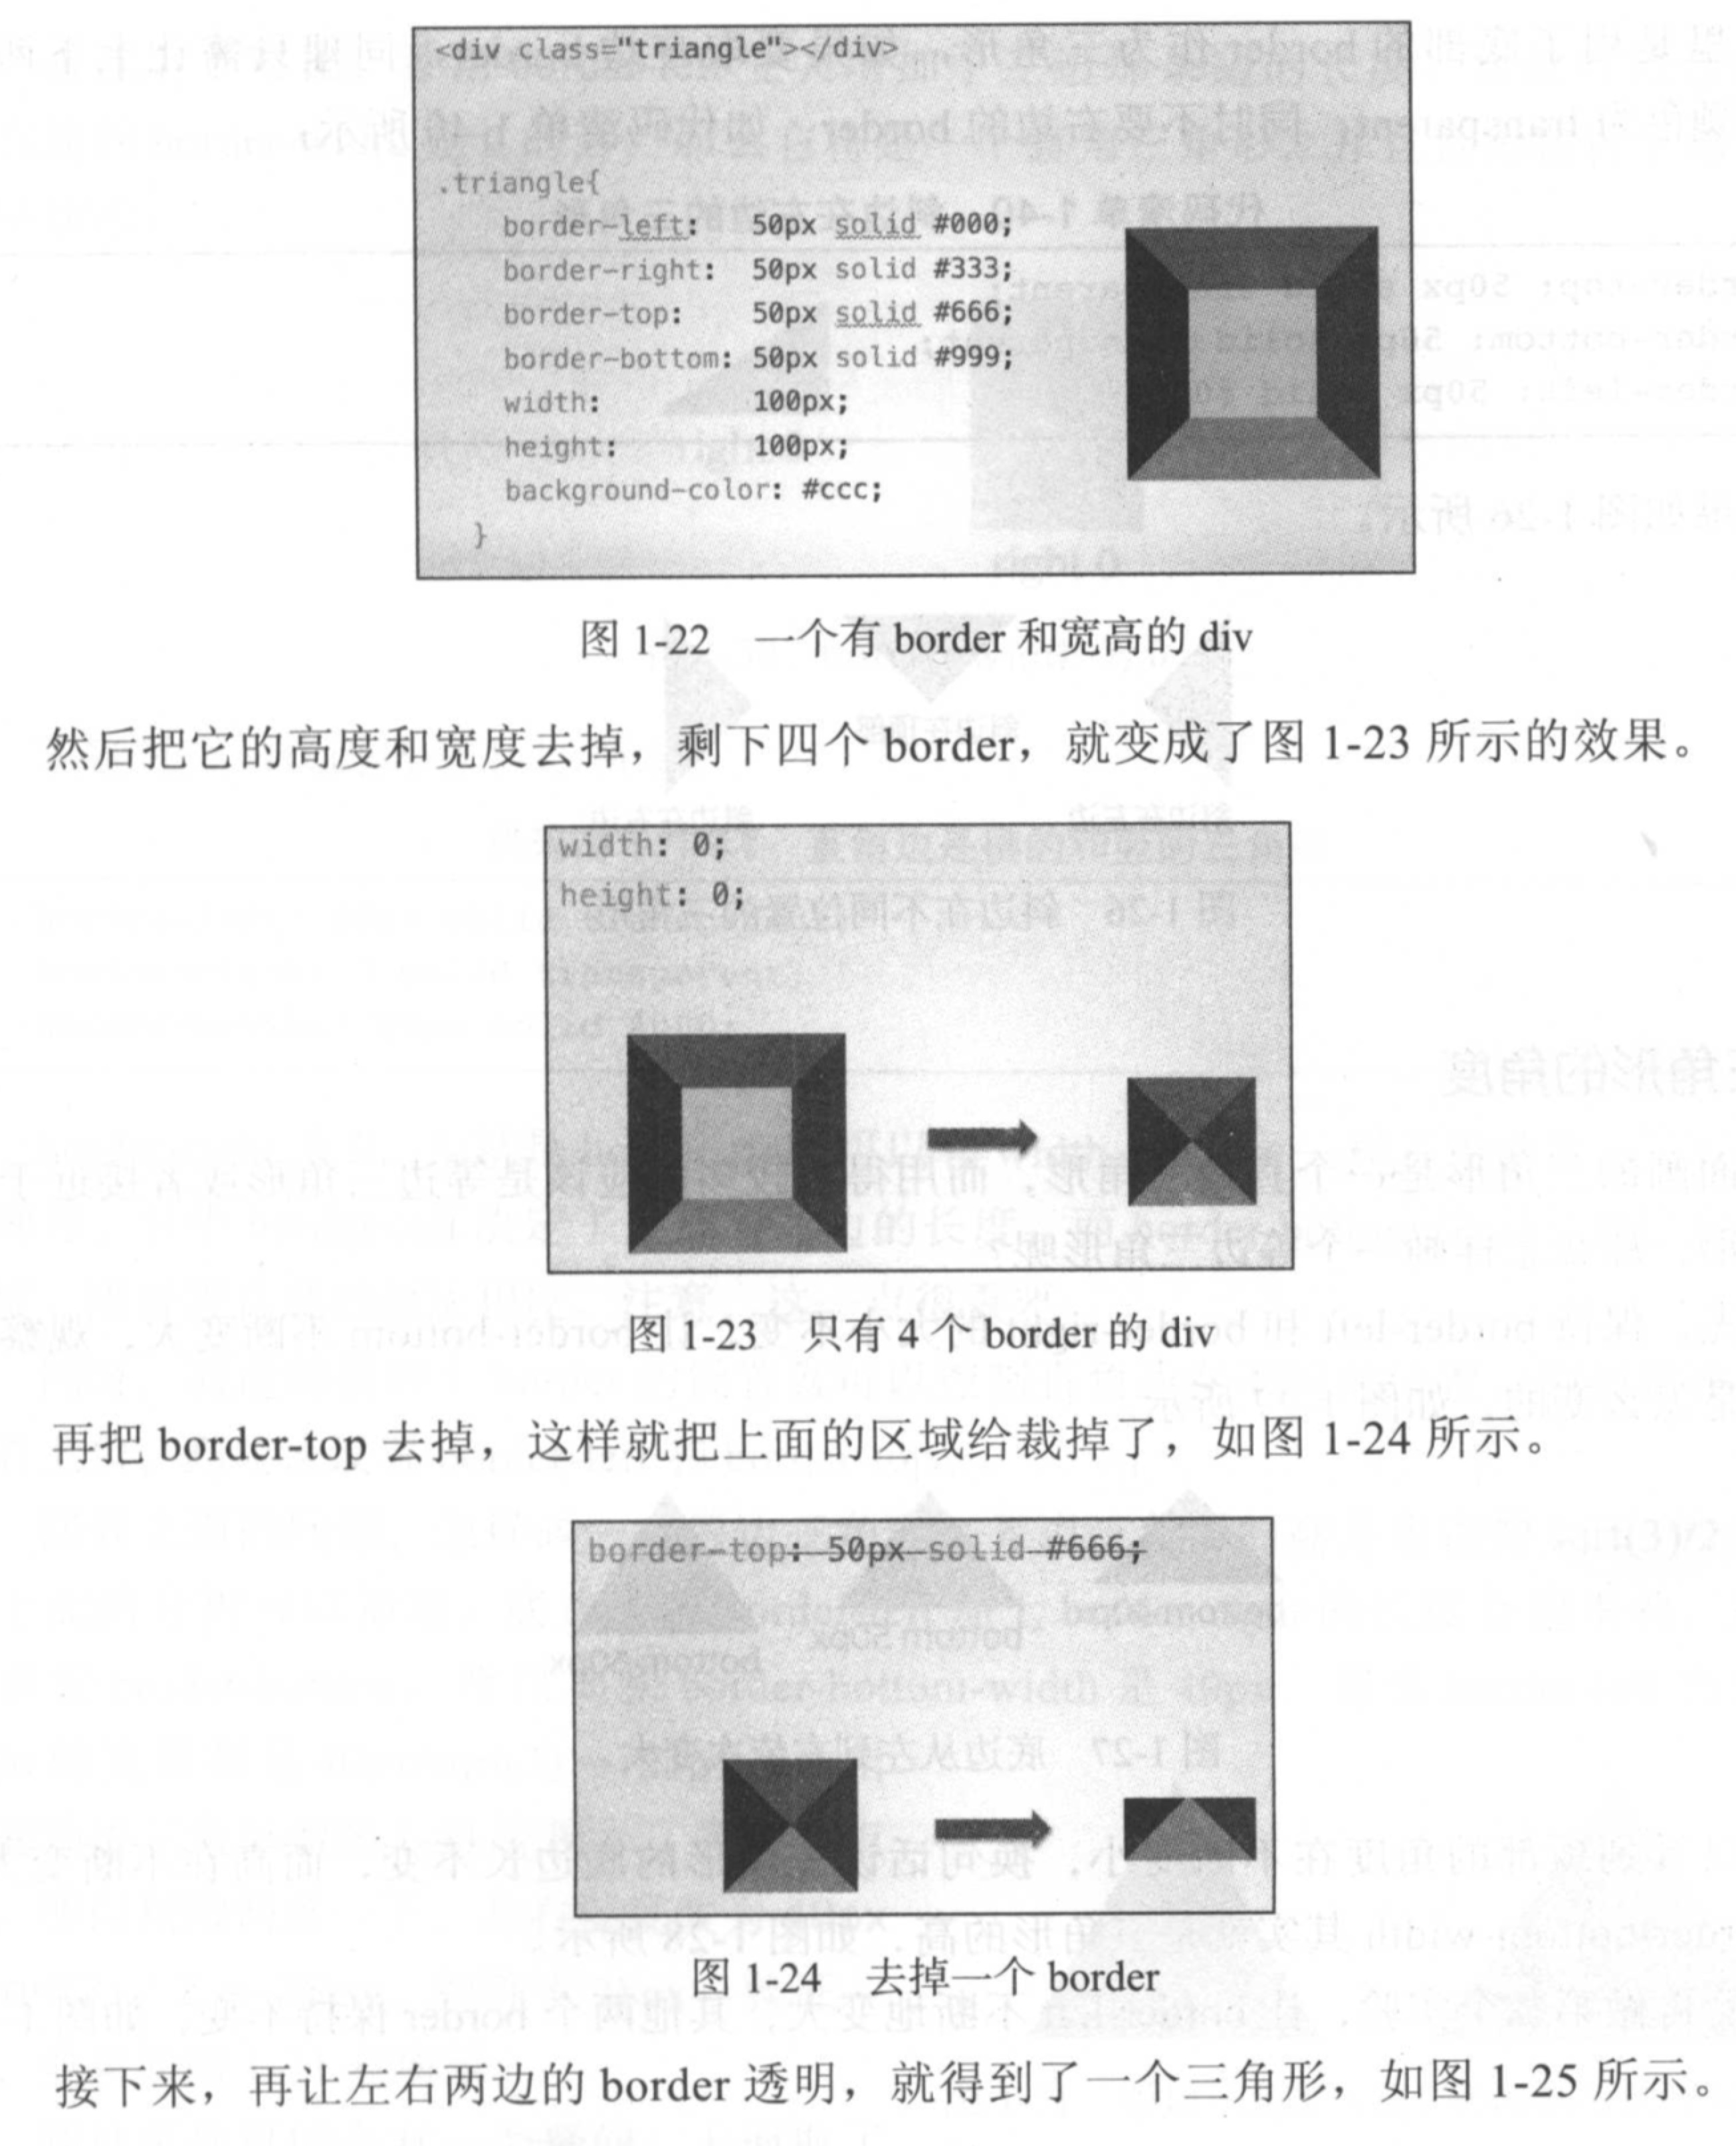 <div class="triangle"></div>
.triangle{
border-left: 50px solid #000;
border-right: 50px solid #333;
border-top: 50px solid #666;
border-bottom: 50px solid #999;
width: 100px;
height: 100px;
background-color: #ccc;
}
图 1-22 一个有 border 和宽高的 div
然后把它的高度和宽度去掉，剩下四个 border，就变成了图 1-23 所示的效果。
width: 0;
height: 0;
图 1-23 只有 4 个 border 的 div
再把 border-top 去掉，这样就把上面的区域给裁掉了，如图 1-24 所示。
border-top: 50px solid #666;
图 1-24 去掉一个 border
接下来，再让左右两边的 border 透明，就得到了一个三角形，如图 1-25 所示。